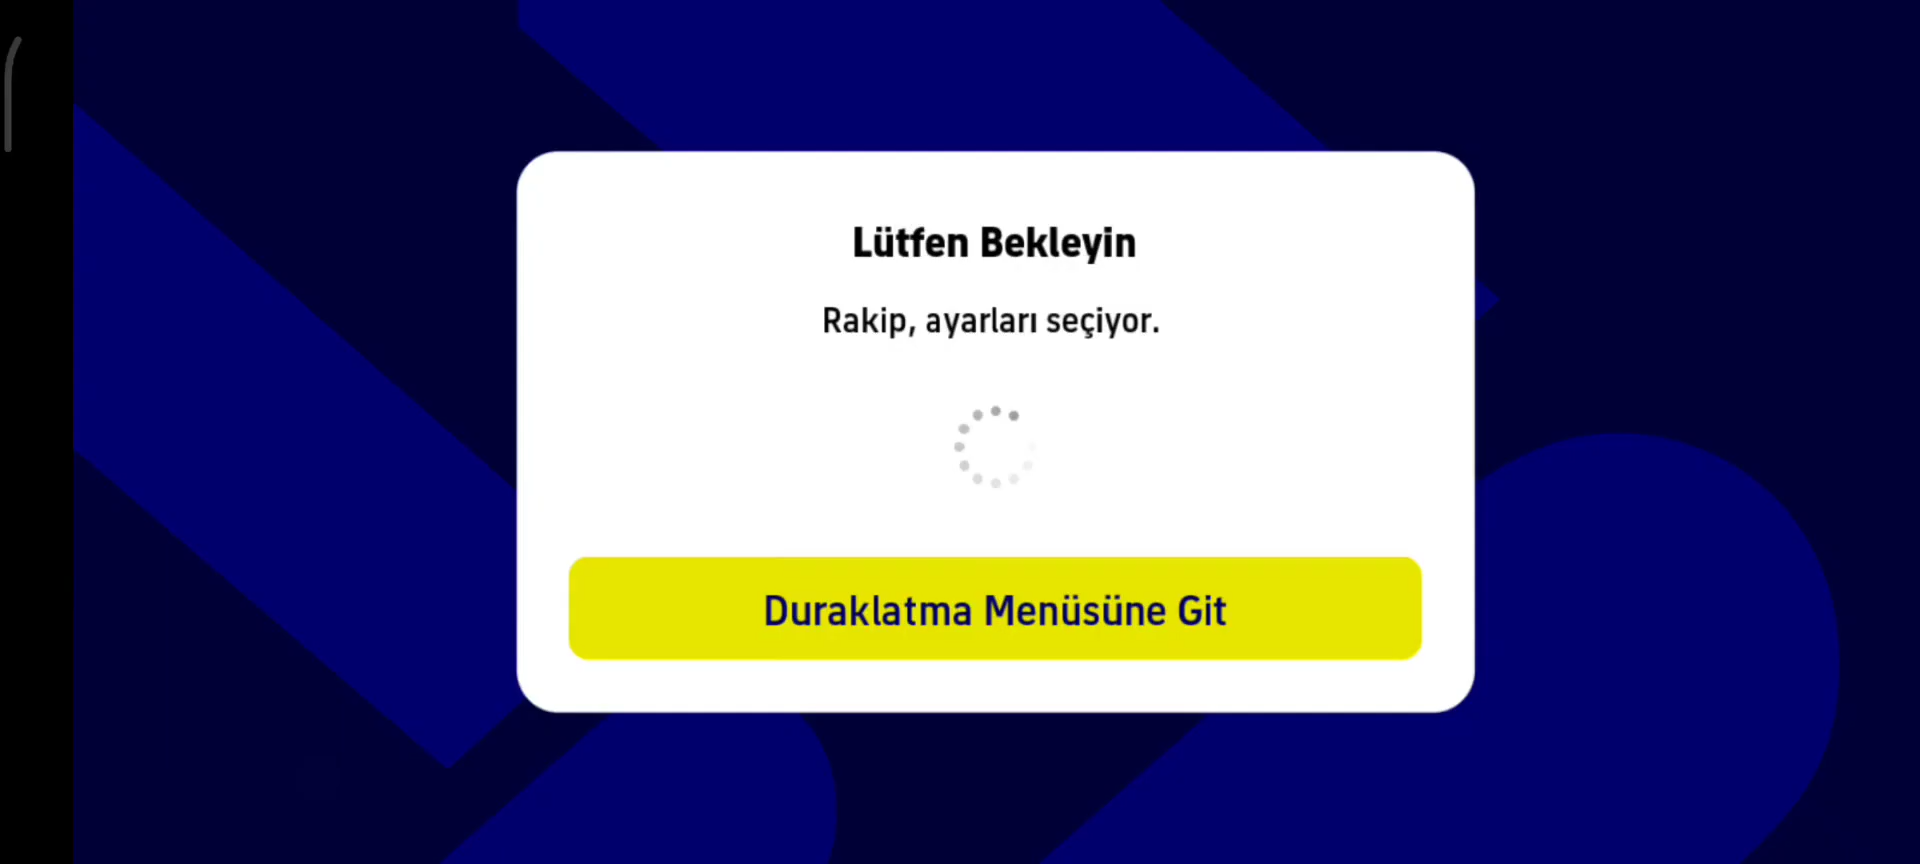 Lütfen Bekleyin
Rakip, ayarları seçiyor.
Duraklatma Menüsüne Git